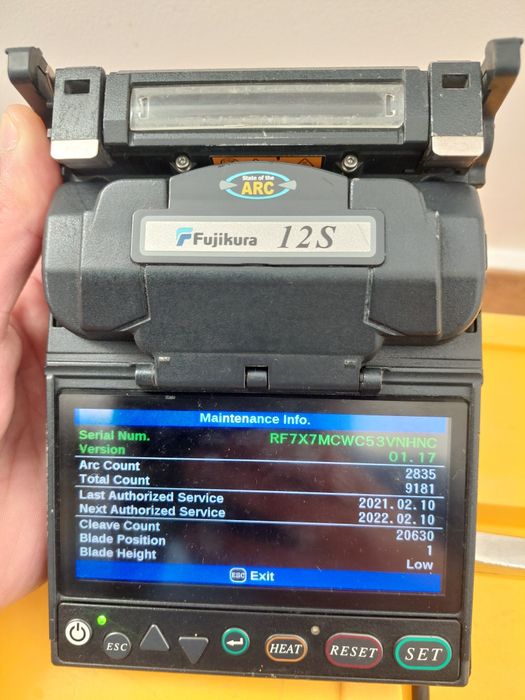 State of the
ARC
Fujikura 12S
Maintenance Info.
Serial Num. RF7X7MCWC53VNHNC
Version 01.17
Arc Count 2835
Total Count 9181
Last Authorized Service 2021.02.10
Next Authorized Service 2022.02.10
Cleave Count 20630
Blade Position 1
Blade Height Low
ESC Exit
ESC HEAT RESET SET